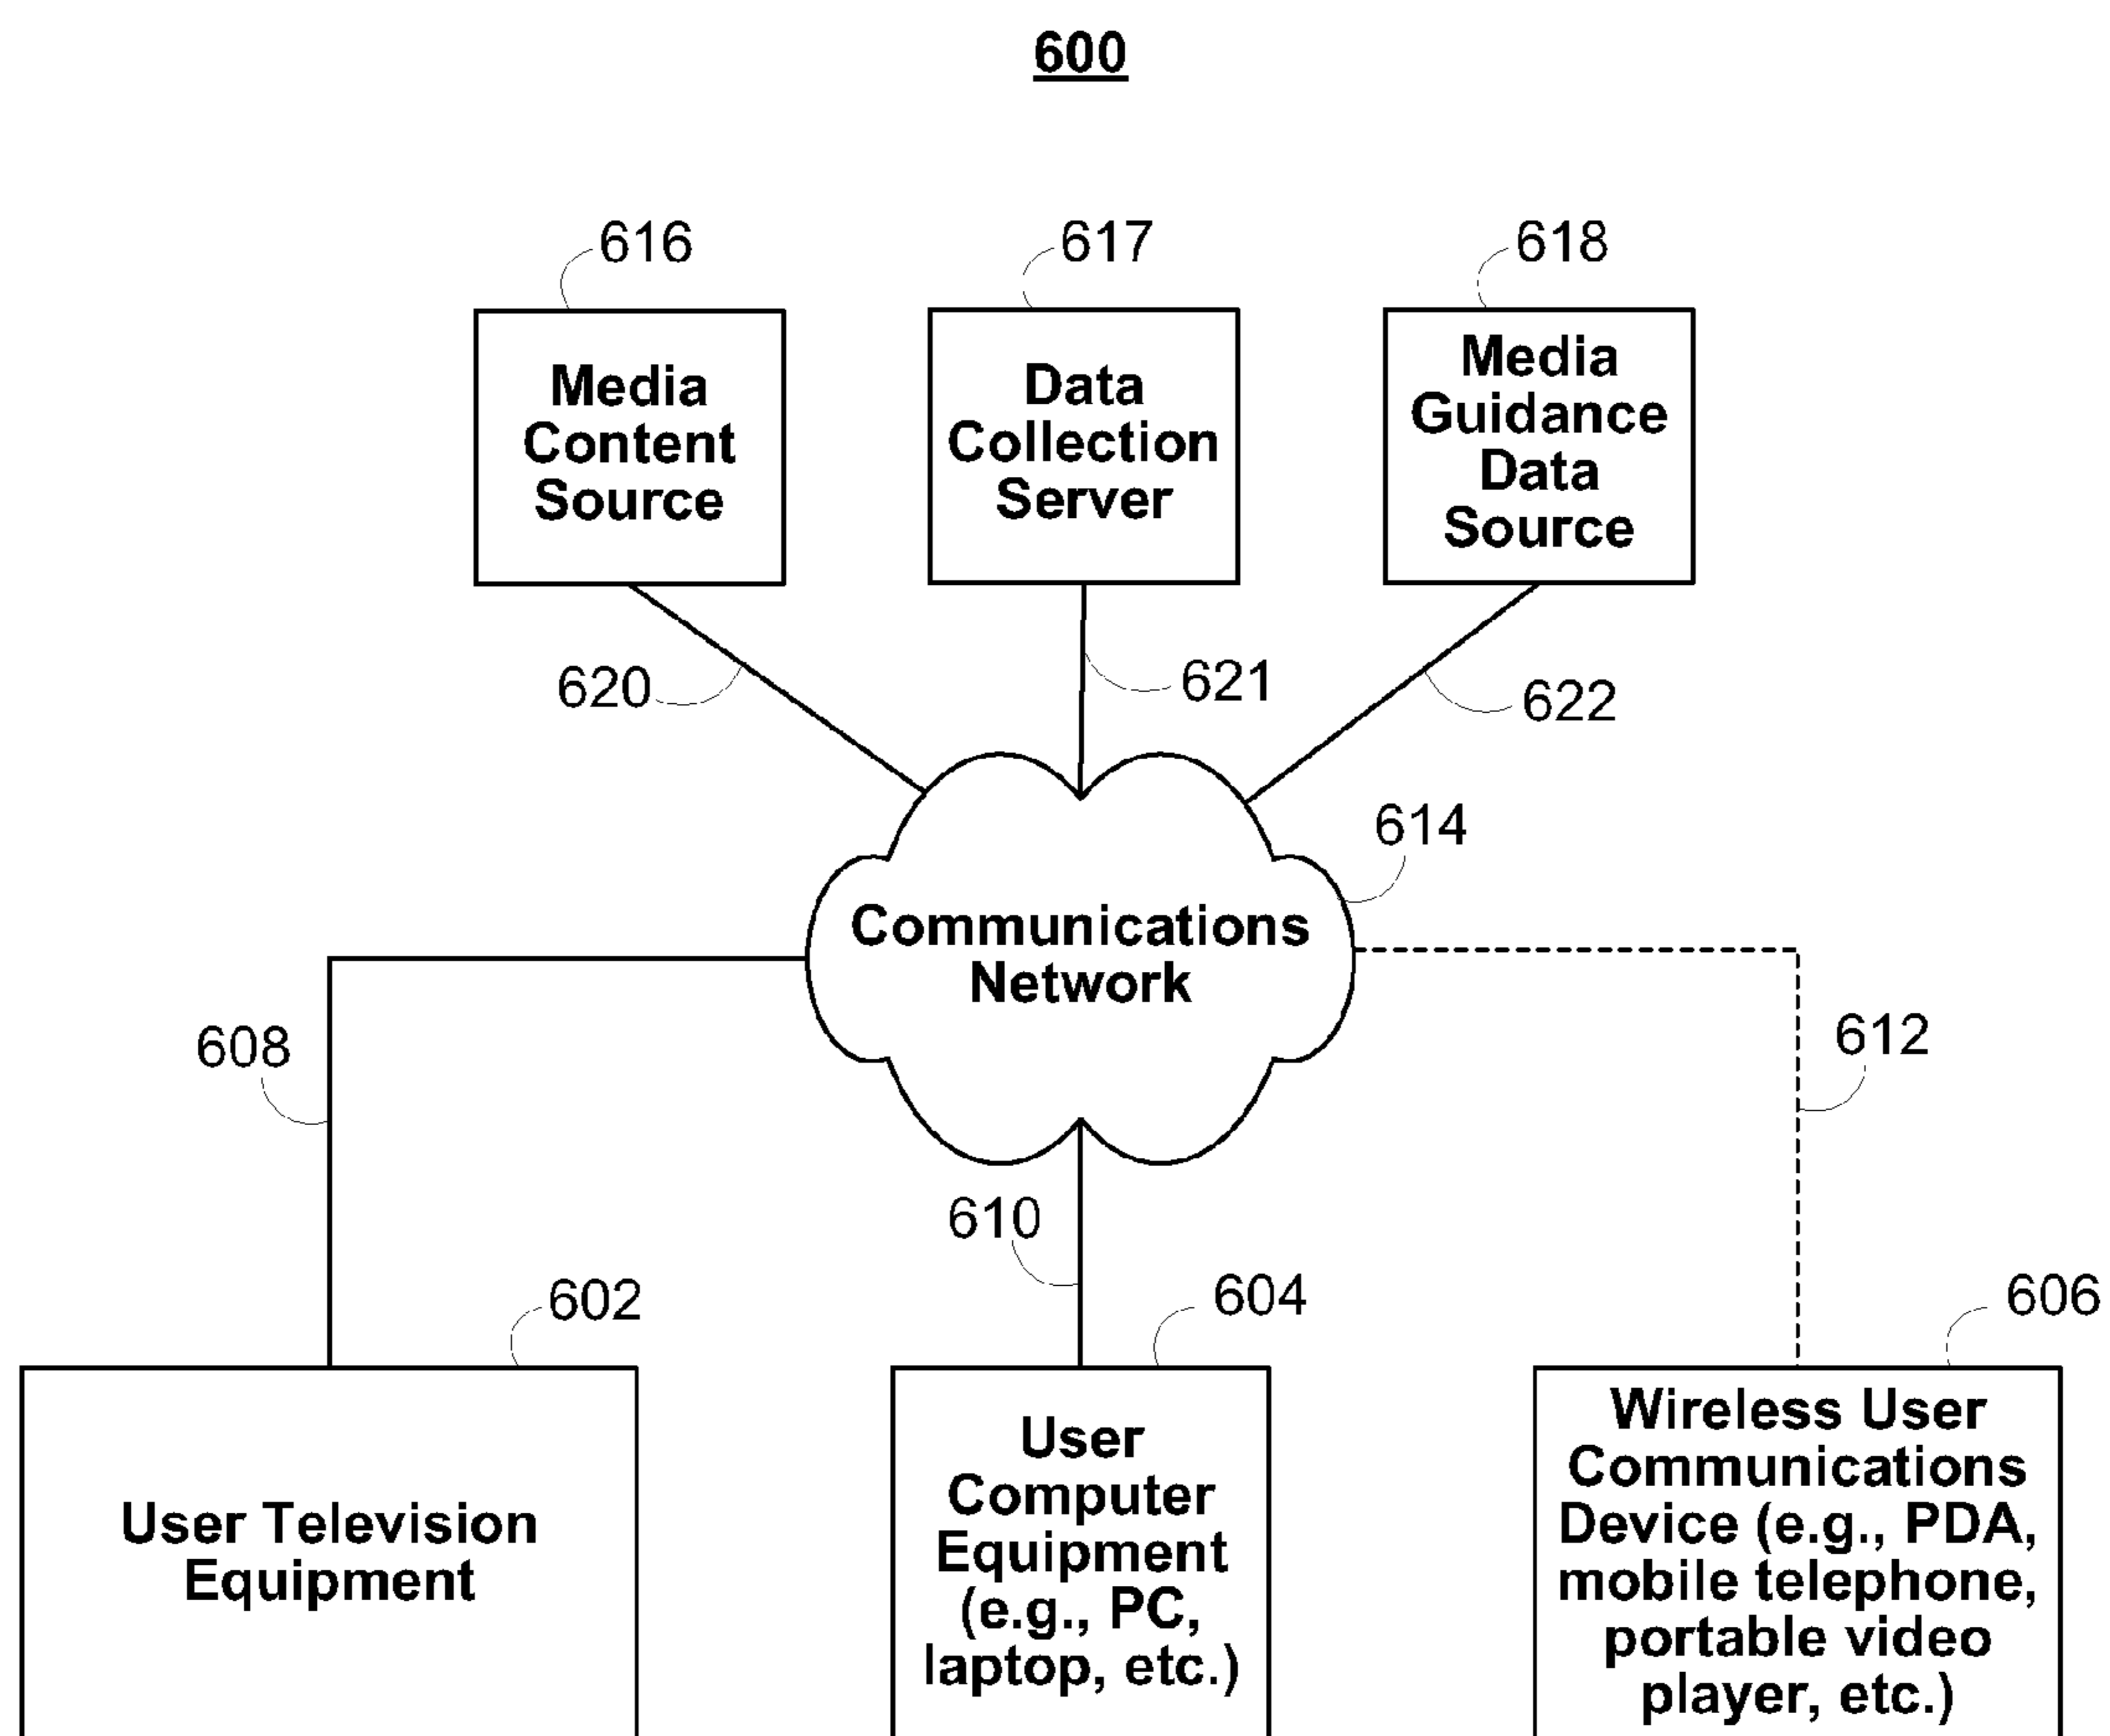 600
616
617
618
Media
Content
Source
Data
Collection
Server
Media
Guidance
Data
Source
620
621
622
614
Communications
Network
608
612
610
602
604
606
User Television
Equipment
User
Computer
Equipment
(e.g., PC,
laptop, etc.)
Wireless User
Communications
Device (e.g., PDA,
mobile telephone,
portable video
player, etc.)